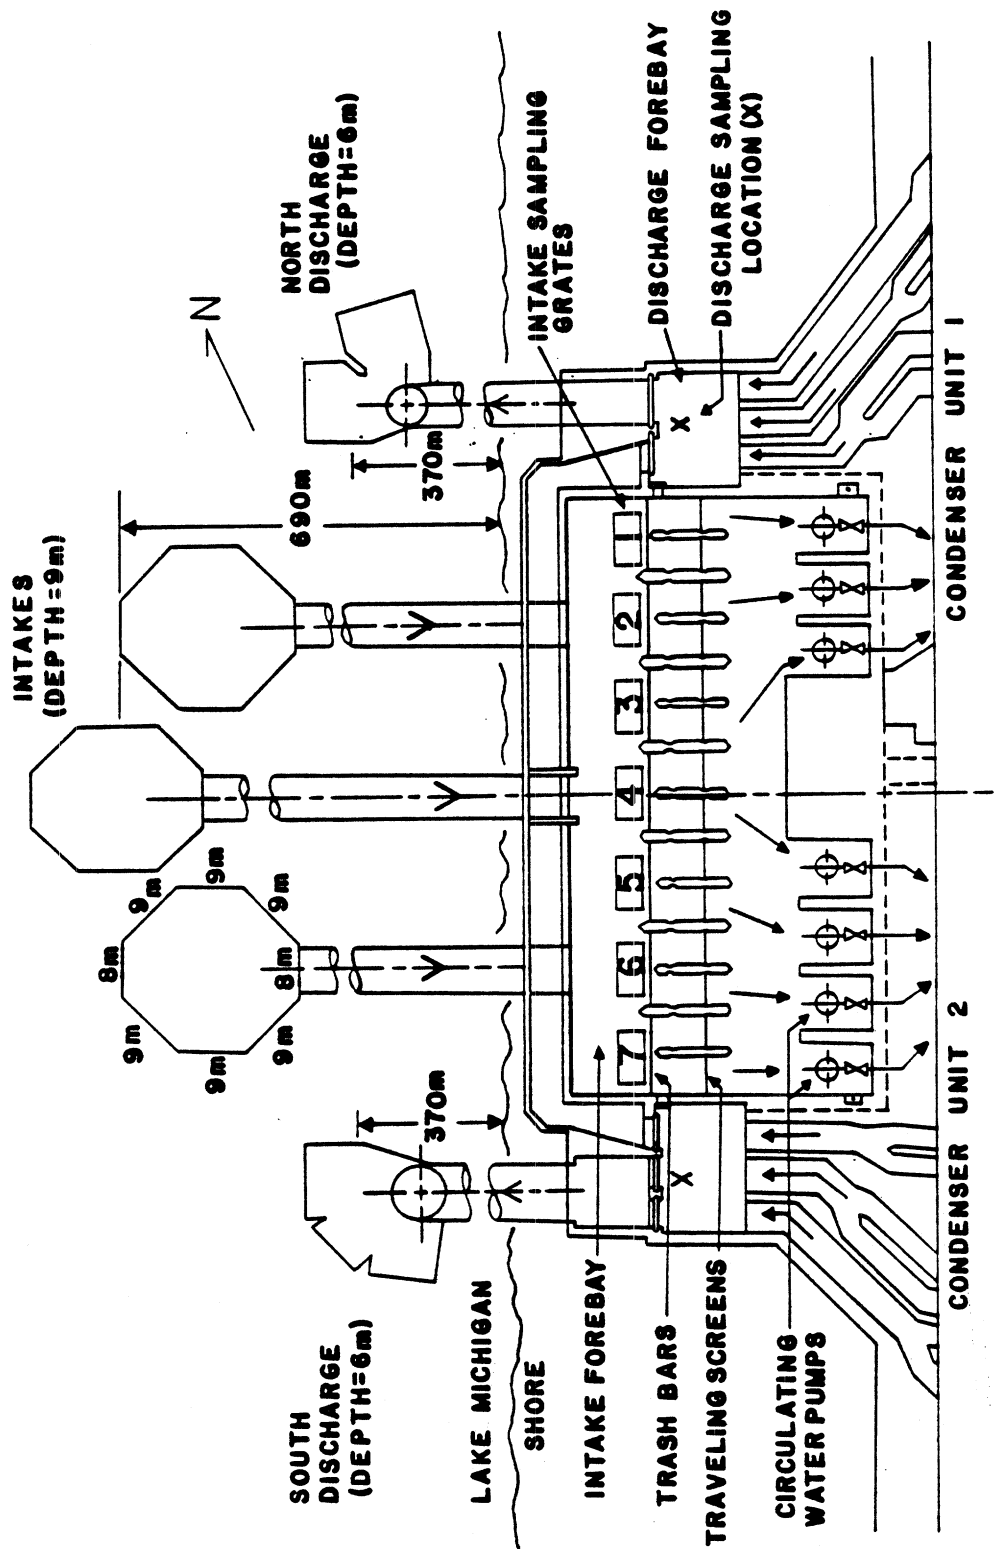 INTAKES
(DEPTH=9m)
N
NORTH
DISCHARGE
(DEPTH=6m)
9m
9m
9m
8m
8m
9m
9m
9m
690m
370m
370m
SOUTH
DISCHARGE
(DEPTH=6m)
LAKE MICHIGAN
SHORE
INTAKE SAMPLING
GRATES
DISCHARGE FOREBAY
DISCHARGE SAMPLING
LOCATION (X)
INTAKE FOREBAY
TRASH BARS
TRAVELING SCREENS
CIRCULATING
WATER PUMPS
7
6
5
4
3
2
1
X
X
CONDENSER UNIT 2
CONDENSER UNIT 1